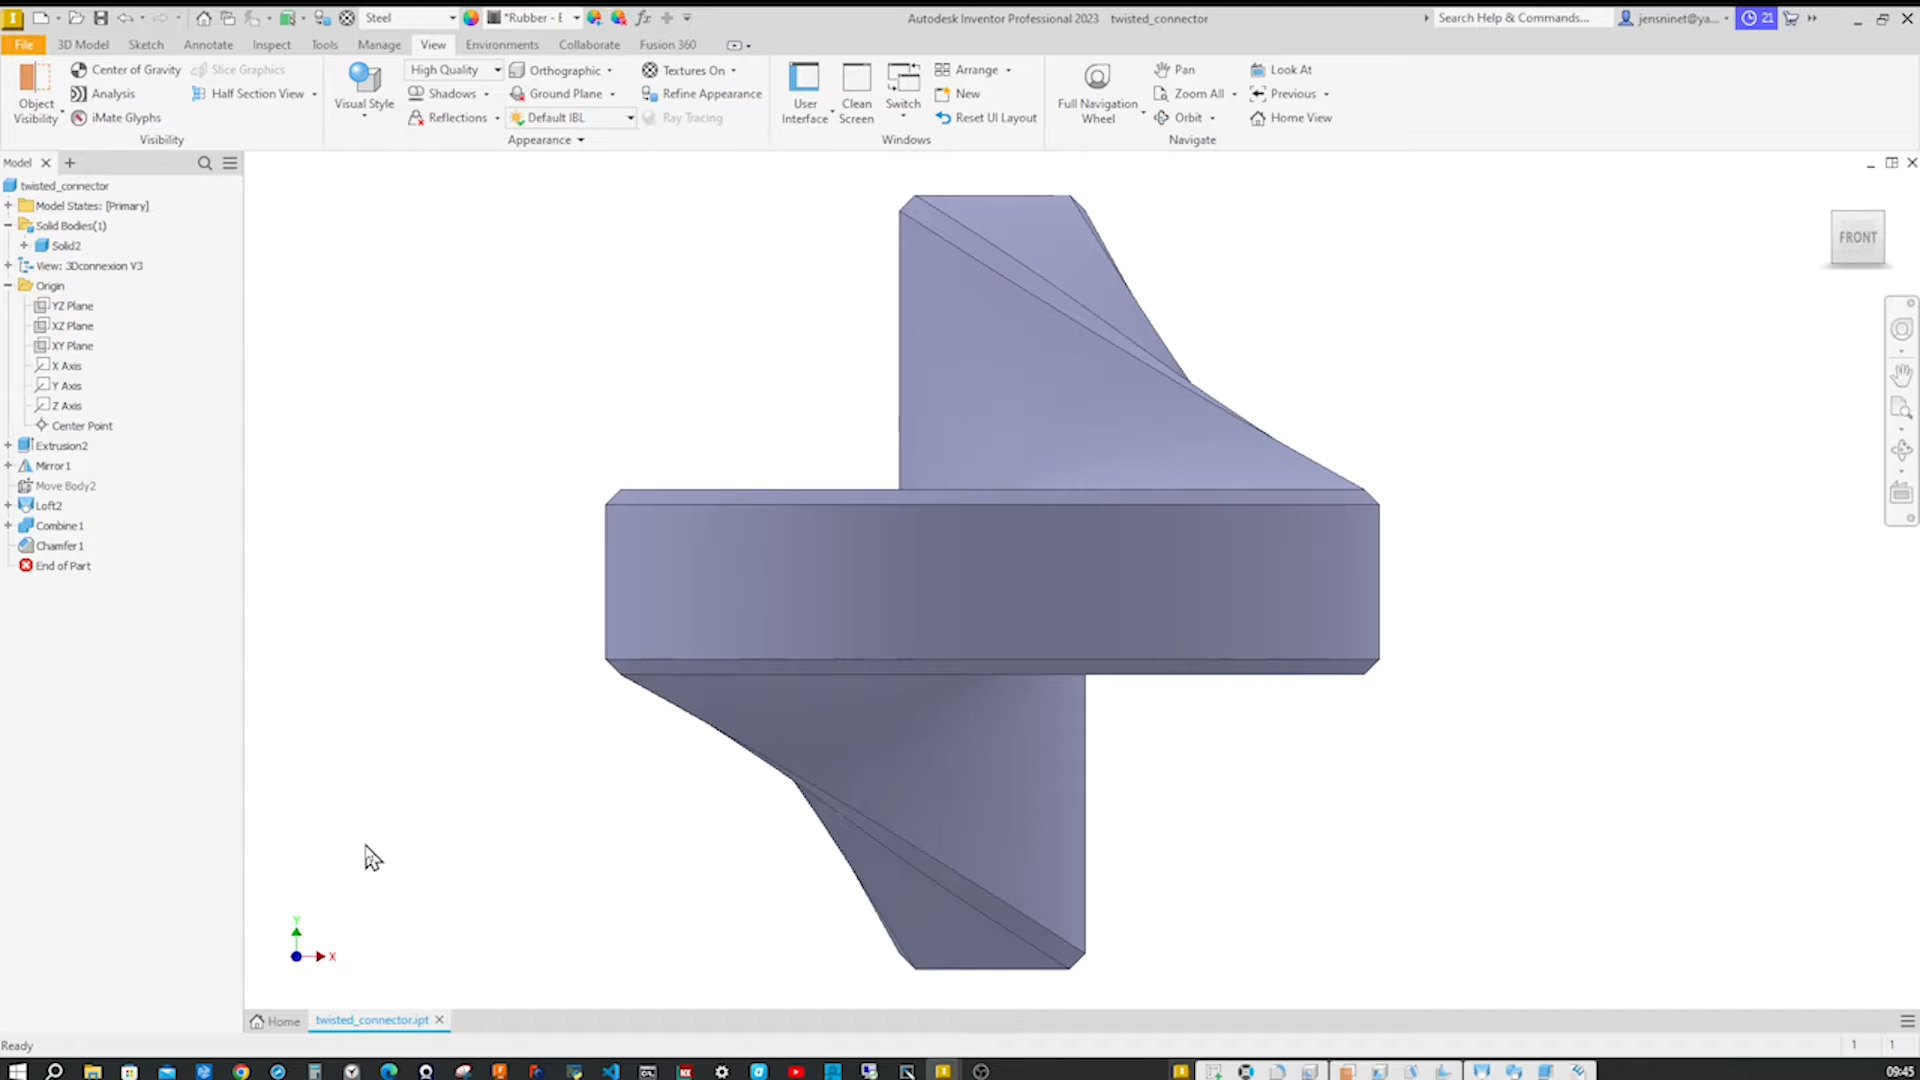 Steel
*Rubber - E
Autodesk Inventor Professional 2023 twisted_connector
Search Help & Commands...
jensninet@ya...
21
File 3D Model Sketch Annotate Inspect Tools Manage View Environments Collaborate Fusion 360
Object Visibility
Center of Gravity
Slice Graphics
Analysis
Half Section View
iMate Glyphs
Visibility
Visual Style
High Quality
Shadows
Reflections
Orthographic
Ground Plane
Default IBL
Textures On
Refine Appearance
Ray Tracing
Appearance
User Interface
Clean Screen
Switch
Arrange
New
Reset UI Layout
Windows
Full Navigation Wheel
Pan
Zoom All
Orbit
Look At
Previous
Home View
Navigate
Model
twisted_connector
Model States: [Primary]
Solid Bodies(1)
Solid2
View: 3Dconnexion V3
Origin
YZ Plane
XZ Plane
XY Plane
X Axis
Y Axis
Z Axis
Center Point
Extrusion2
Mirror1
Move Body2
Loft2
Combine1
Chamfer1
End of Part
FRONT
Y
X
Home
twisted_connector.ipt
Ready
1 1
09:45